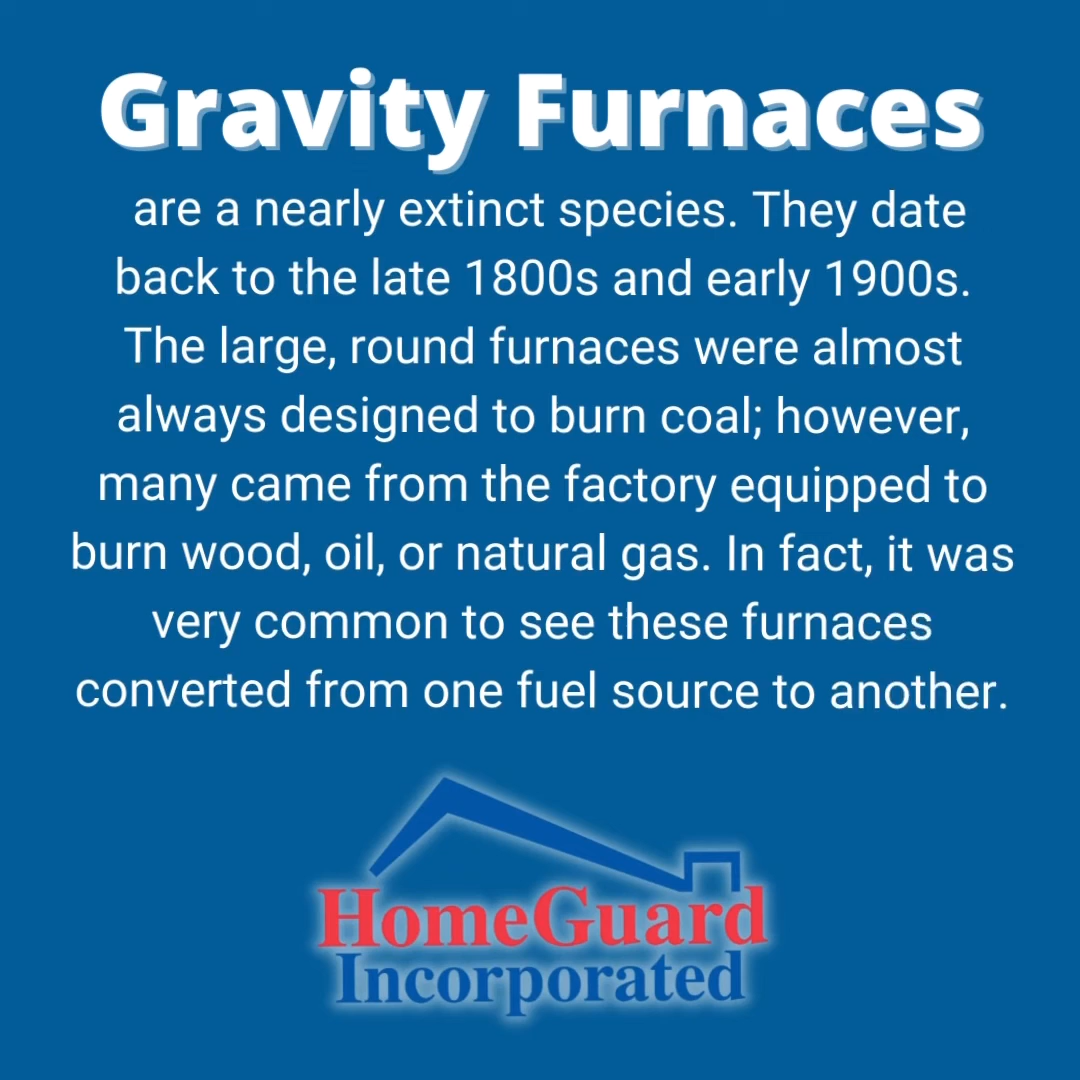 Gravity Furnaces
are a nearly extinct species. They date
back to the late 1800s and early 1900s.
The large, round furnaces were almost
always designed to burn coal; however,
many came from the factory equipped to
burn wood, oil, or natural gas. In fact, it was
very common to see these furnaces
converted from one fuel source to another.
HomeGuard
Incorporated